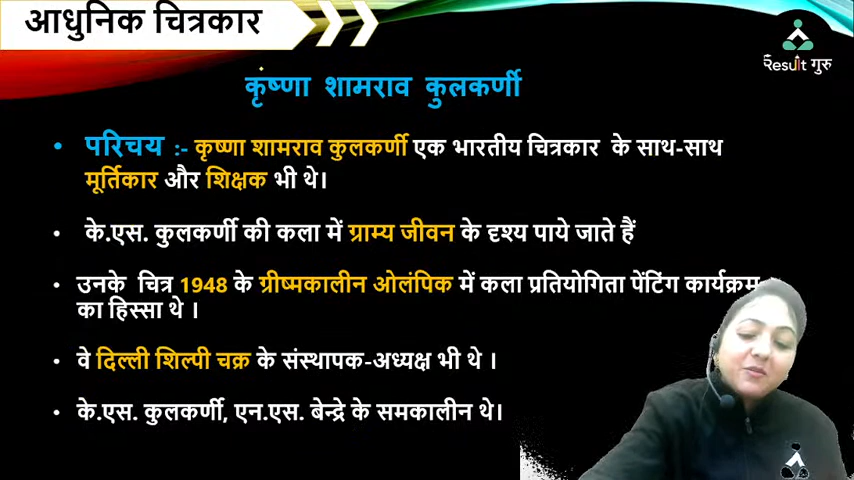 आधुनिक चित्रकार
Result गुरु
कृष्णा शामराव कुलकर्णी
• परिचय :- कृष्णा शामराव कुलकर्णी एक भारतीय चित्रकार के साथ-साथ
मूर्तिकार और शिक्षक भी थे।
• के.एस. कुलकर्णी की कला में ग्राम्य जीवन के दृश्य पाये जाते हैं
• उनके चित्र 1948 के ग्रीष्मकालीन ओलंपिक में कला प्रतियोगिता पेंटिंग कार्यक्रम
का हिस्सा थे ।
• वे दिल्ली शिल्पी चक्र के संस्थापक-अध्यक्ष भी थे ।
• के.एस. कुलकर्णी, एन.एस. बेन्द्रे के समकालीन थे।